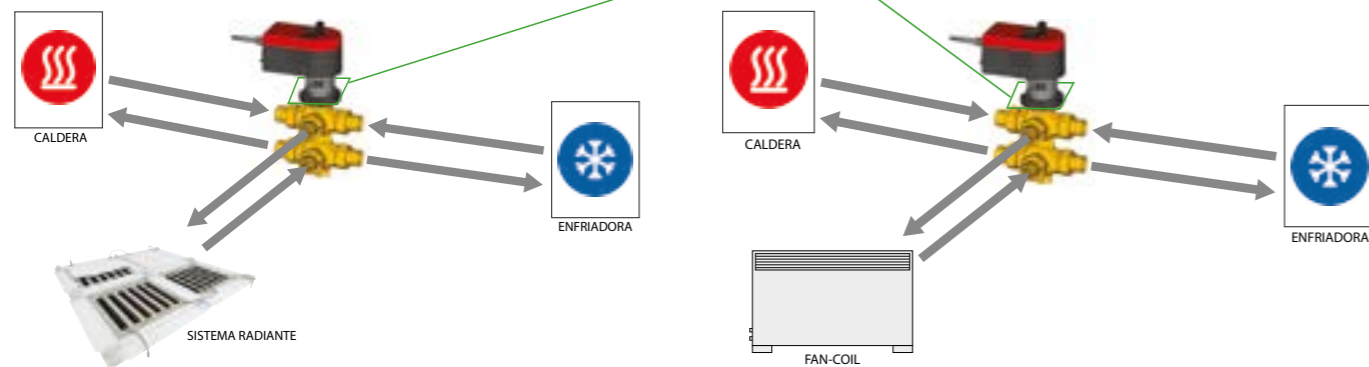 CALDERA
ENFRIADORA
SISTEMA RADIANTE
CALDERA
ENFRIADORA
FAN-COIL